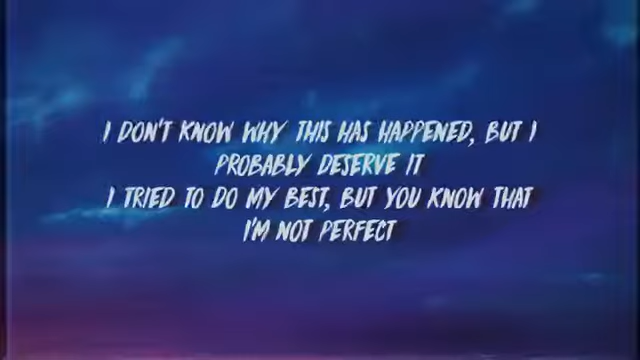 I DON'T KNOW WHY THIS HAS HAPPENED, BUT I
PROBABLY DESERVE IT
I TRIED TO DO MY BEST, BUT YOU KNOW THAT
I'M NOT PERFECT